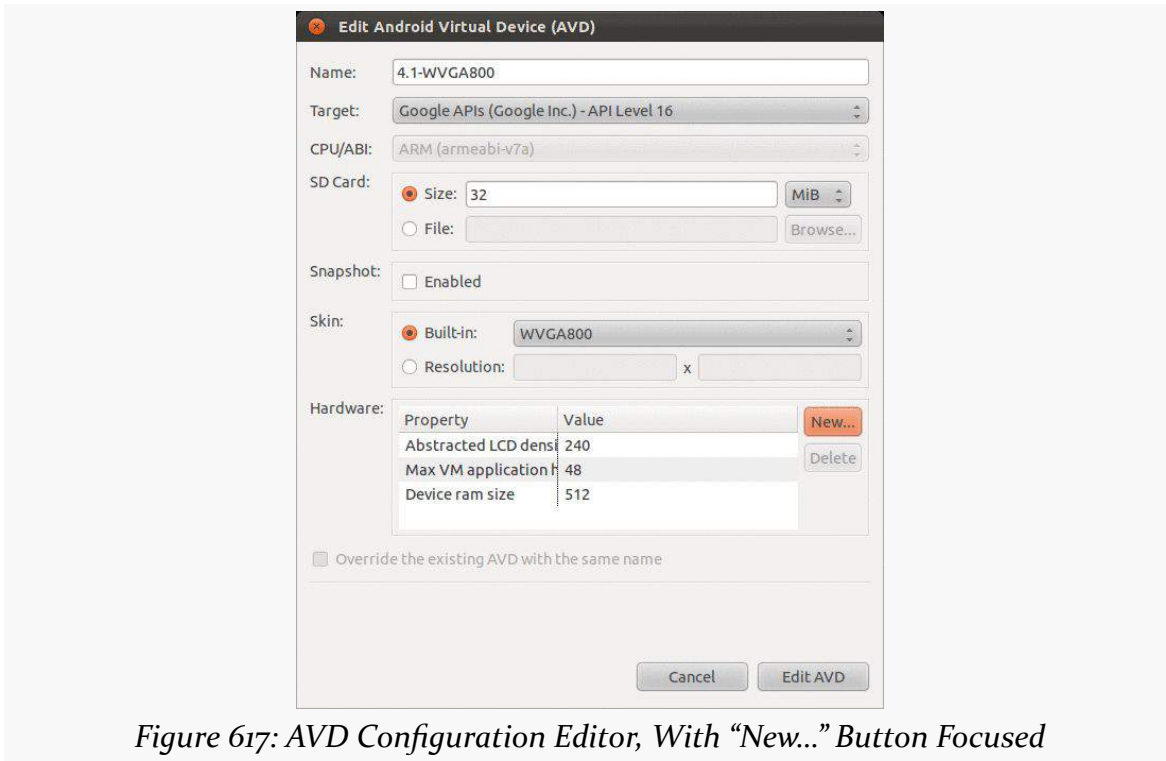 Edit Android Virtual Device (AVD)
Name: 4.1-WVGA800
Target: Google APIs (Google Inc.) - API Level 16
CPU/ABI: ARM (armeabi-v7a)
SD Card:
Size: 32 MiB
File: Browse...
Snapshot:
Enabled
Skin:
Built-in: WVGA800
Resolution: x
Hardware:
Property Value New...
Abstracted LCD densi 240
Delete
Max VM application h 48
Device ram size 512
Override the existing AVD with the same name
Cancel Edit AVD
Figure 617: AVD Configuration Editor, With “New...” Button Focused